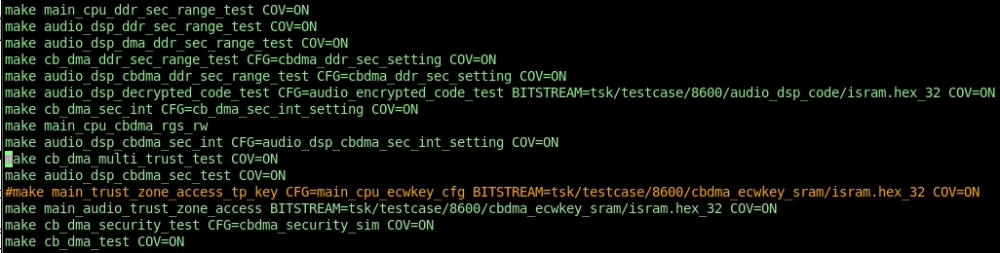 make main_cpu_ddr_sec_range_test COV=ON
make audio_dsp_ddr_sec_range_test COV=ON
make audio_dsp_dma_ddr_sec_range_test COV=ON
make cb_dma_ddr_sec_range_test CFG=cbdma_ddr_sec_setting COV=ON
make audio_dsp_cbdma_ddr_sec_range_test CFG=cbdma_ddr_sec_setting COV=ON
make audio_dsp_decrypted_code_test CFG=audio_encrypted_code_test BITSTREAM=tsk/testcase/8600/audio_dsp_code/isram.hex_32 COV=ON
make cb_dma_sec_int CFG=cb_dma_sec_int_setting COV=ON
make main_cpu_cbdma_rgs_rw
make audio_dsp_cbdma_sec_int CFG=audio_dsp_cbdma_sec_int_setting COV=ON
make cb_dma_multi_trust_test COV=ON
make audio_dsp_cbdma_sec_test COV=ON
#make main_trust_zone_access_tp_key CFG=main_cpu_ecwkey_cfg BITSTREAM=tsk/testcase/8600/cbdma_ecwkey_sram/isram.hex_32 COV=ON
make main_audio_trust_zone_access BITSTREAM=tsk/testcase/8600/cbdma_ecwkey_sram/isram.hex_32 COV=ON
make cb_dma_security_test CFG=cbdma_security_sim COV=ON
make cb_dma_test COV=ON